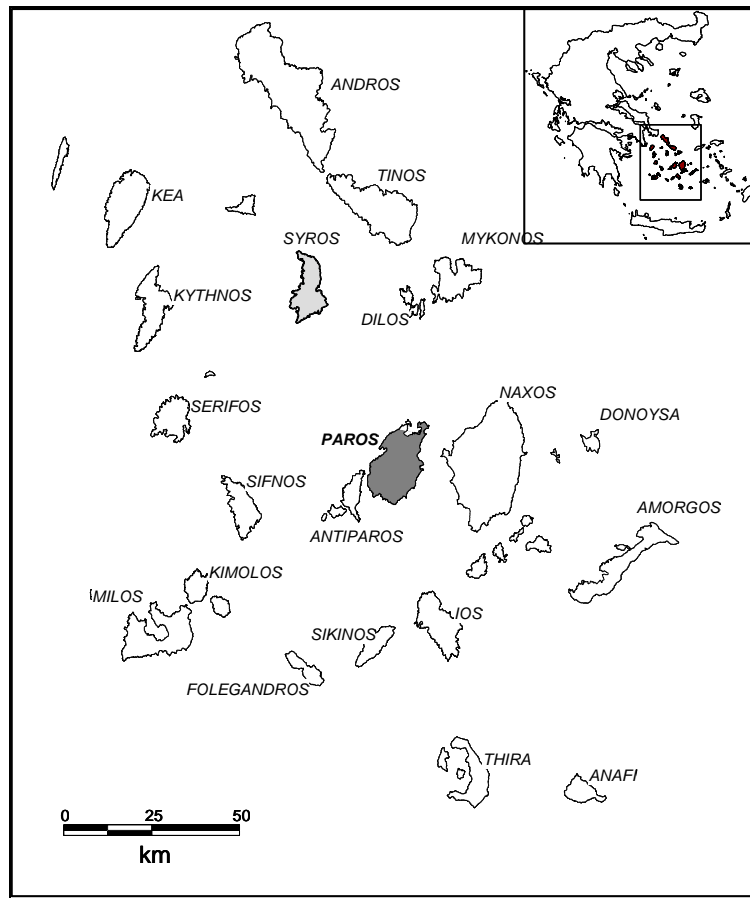 ANDROS
TINOS
KEA
SYROS
MYKONOS
KYTHNOS
DILOS
NAXOS
SERIFOS
DONOYSA
PAROS
SIFNOS
AMORGOS
ANTIPAROS
KIMOLOS
MILOS
IOS
SIKINOS
FOLEGANDROS
THIRA
ANAFI
0 25 50
km